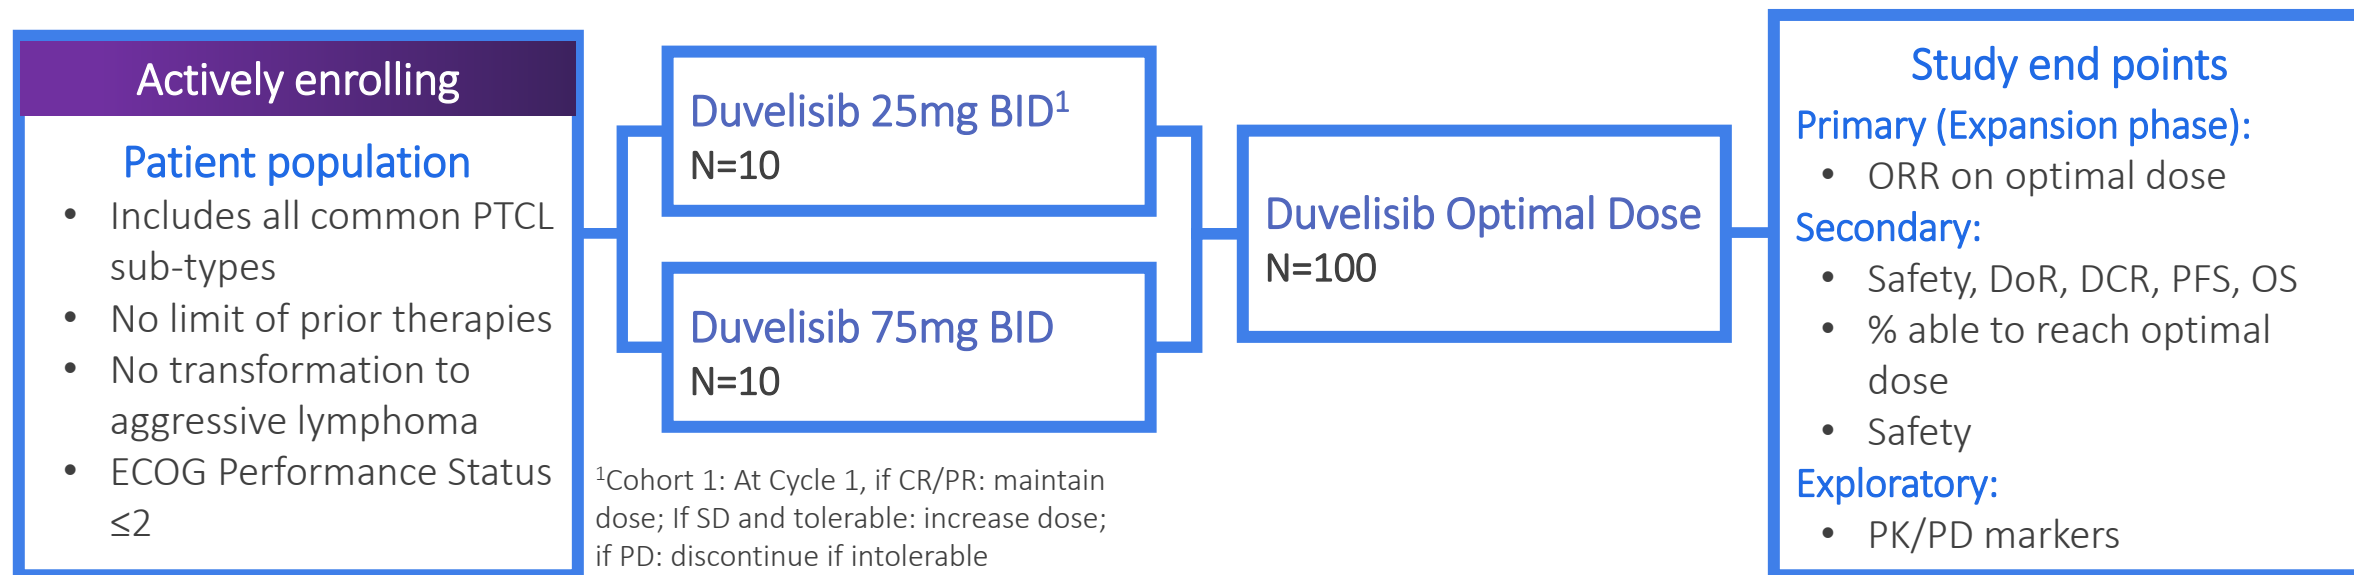 Actively enrolling
Patient population
• Includes all common PTCL
sub-types
• No limit of prior therapies
• No transformation to
aggressive lymphoma
• ECOG Performance Status
≤2
Duvelisib 25mg BID¹
N=10
Duvelisib 75mg BID
N=10
¹Cohort 1: At Cycle 1, if CR/PR: maintain
dose; If SD and tolerable: increase dose;
if PD: discontinue if intolerable
Duvelisib Optimal Dose
N=100
Study end points
Primary (Expansion phase):
• ORR on optimal dose
Secondary:
• Safety, DoR, DCR, PFS, OS
• % able to reach optimal
dose
• Safety
Exploratory:
• PK/PD markers